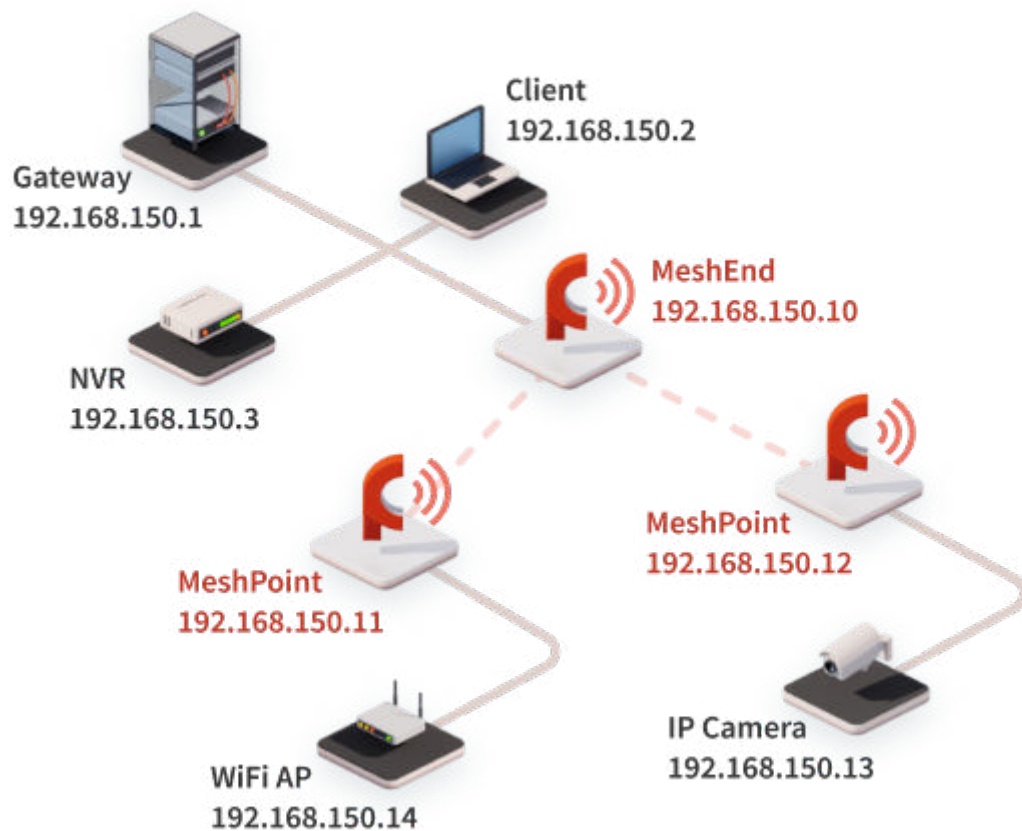 Client
192.168.150.2
Gateway
192.168.150.1
MeshEnd
192.168.150.10
NVR
192.168.150.3
MeshPoint
192.168.150.12
MeshPoint
192.168.150.11
IP Camera
192.168.150.13
WiFi AP
192.168.150.14